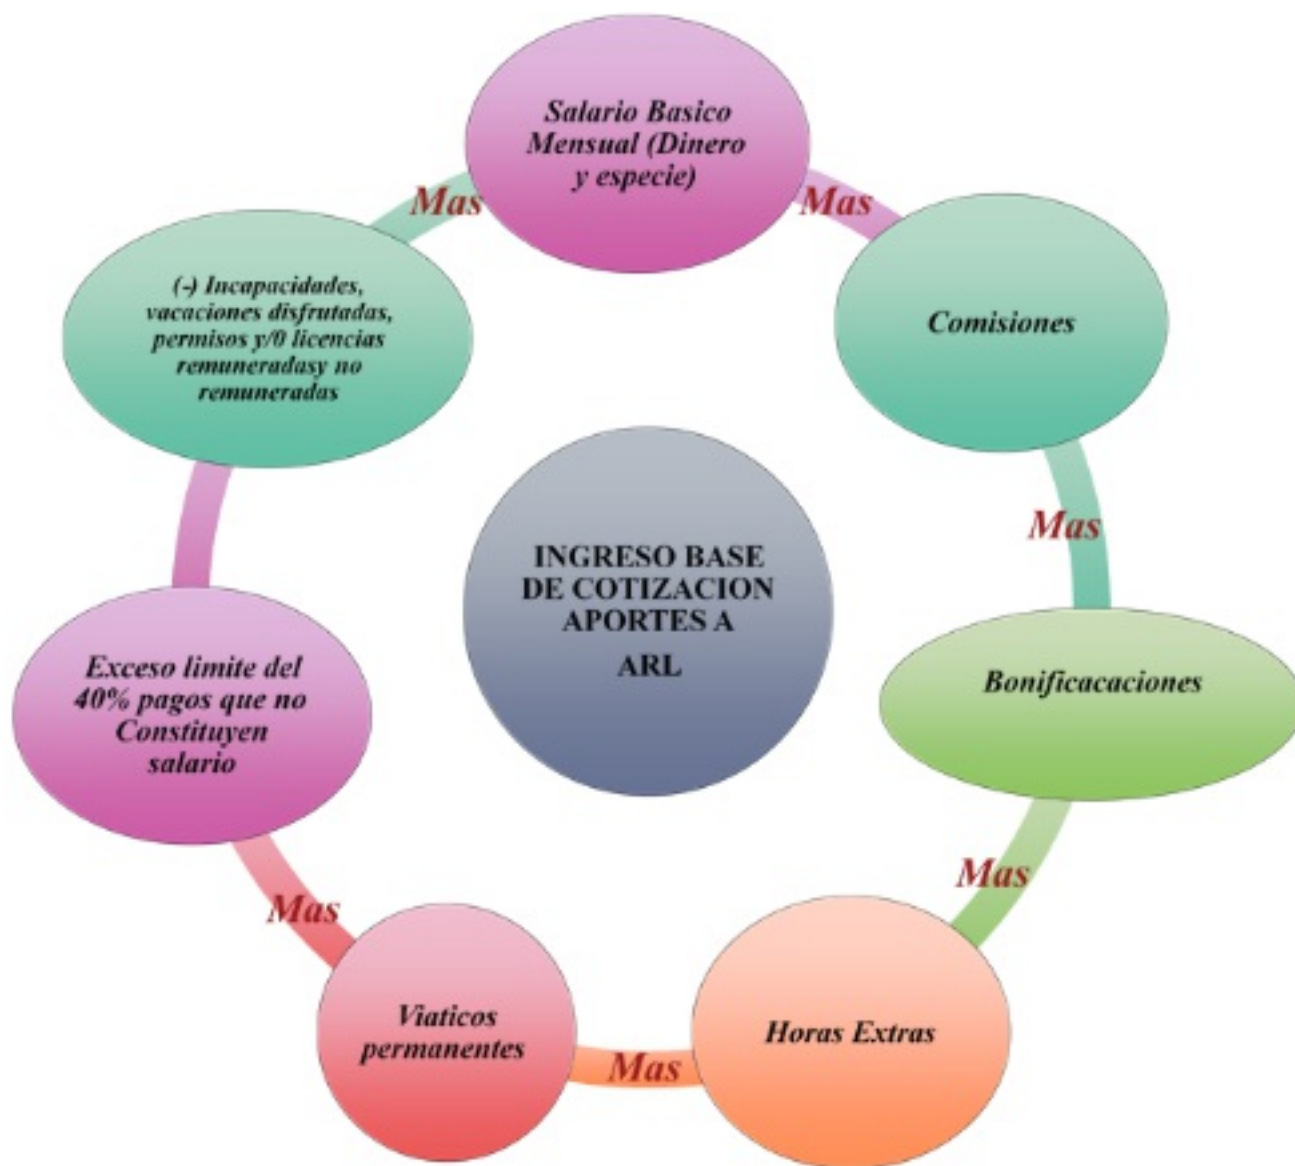 Salario Basico
Mensual (Dinero
y especie)
Mas
Comisiones
Mas
Bonificacaciones
Mas
Horas Extras
Mas
Viaticos
permanentes
Mas
Exceso limite del
40% pagos que no
Constituyen
salario
(-) Incapacidades,
vacaciones disfrutadas,
permisos y/0 licencias
remuneradasy no
remuneradas
Mas
INGRESO BASE
DE COTIZACION
APORTES A
ARL